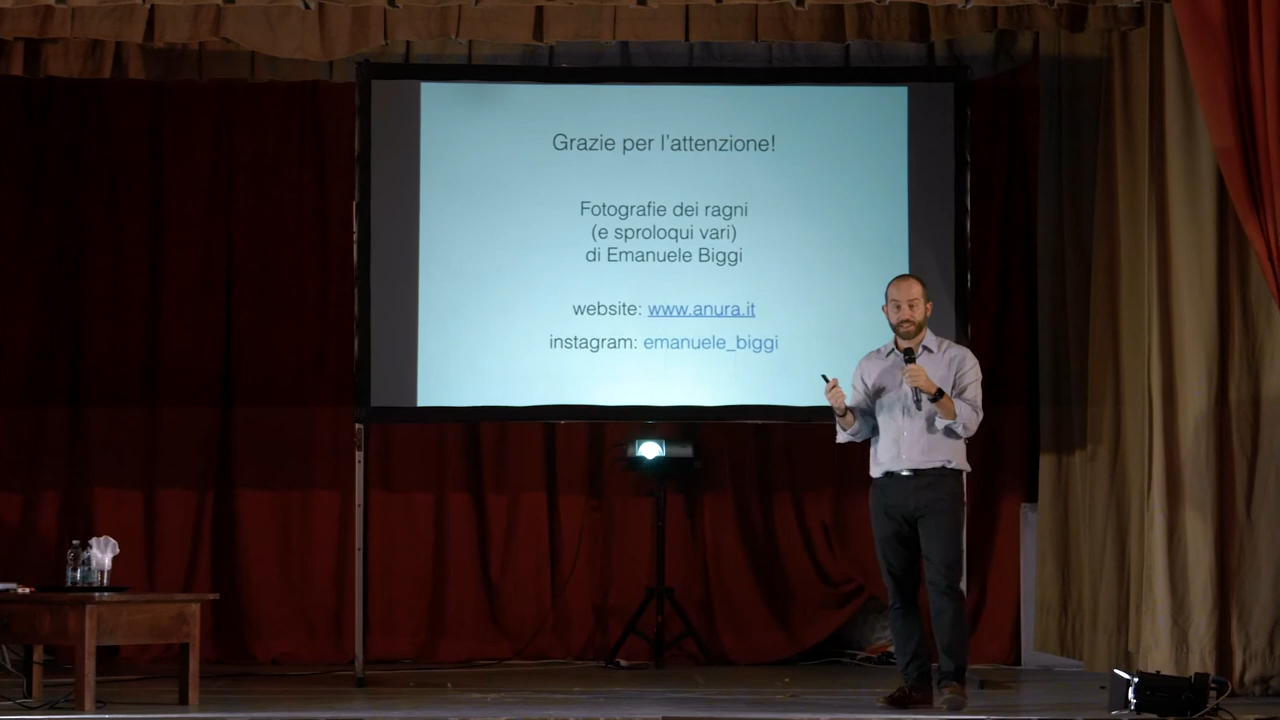 Grazie per l'attenzione!
Fotografie dei ragni
(e sproloqui vari)
di Emanuele Biggi
website: www.anura.it
instagram: emanuele_biggi